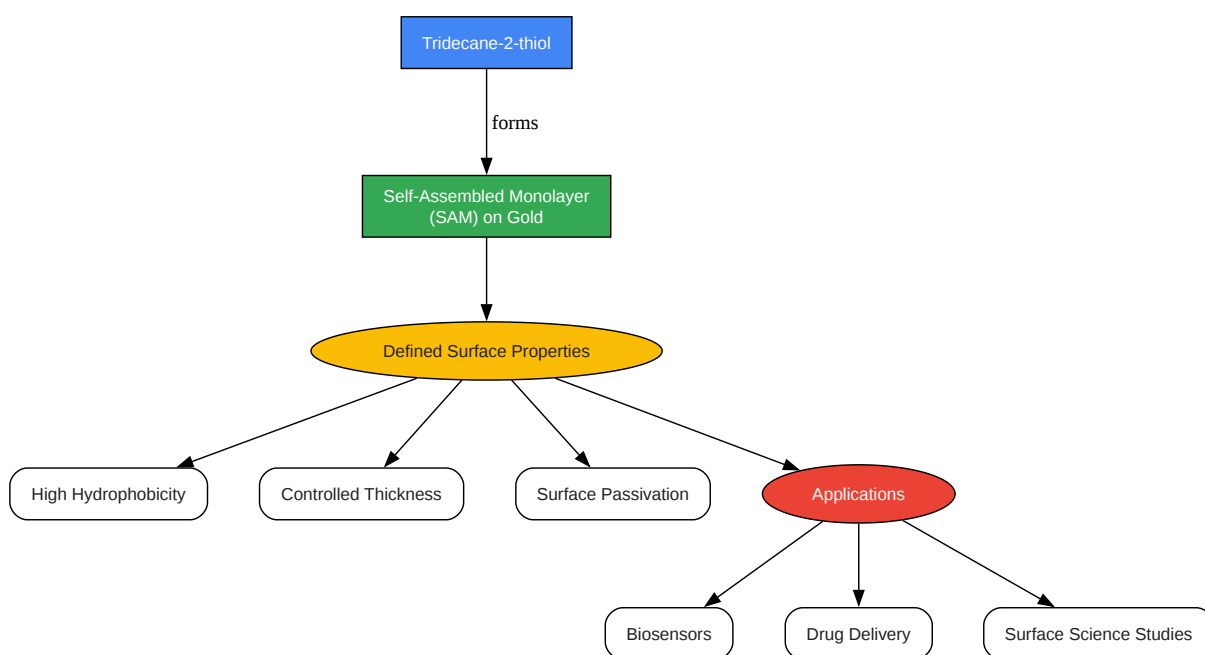 Tridecane-2-thiol
forms
Self-Assembled Monolayer
(SAM) on Gold
Defined Surface Properties
High Hydrophobicity
Controlled Thickness
Surface Passivation
Applications
Biosensors
Drug Delivery
Surface Science Studies